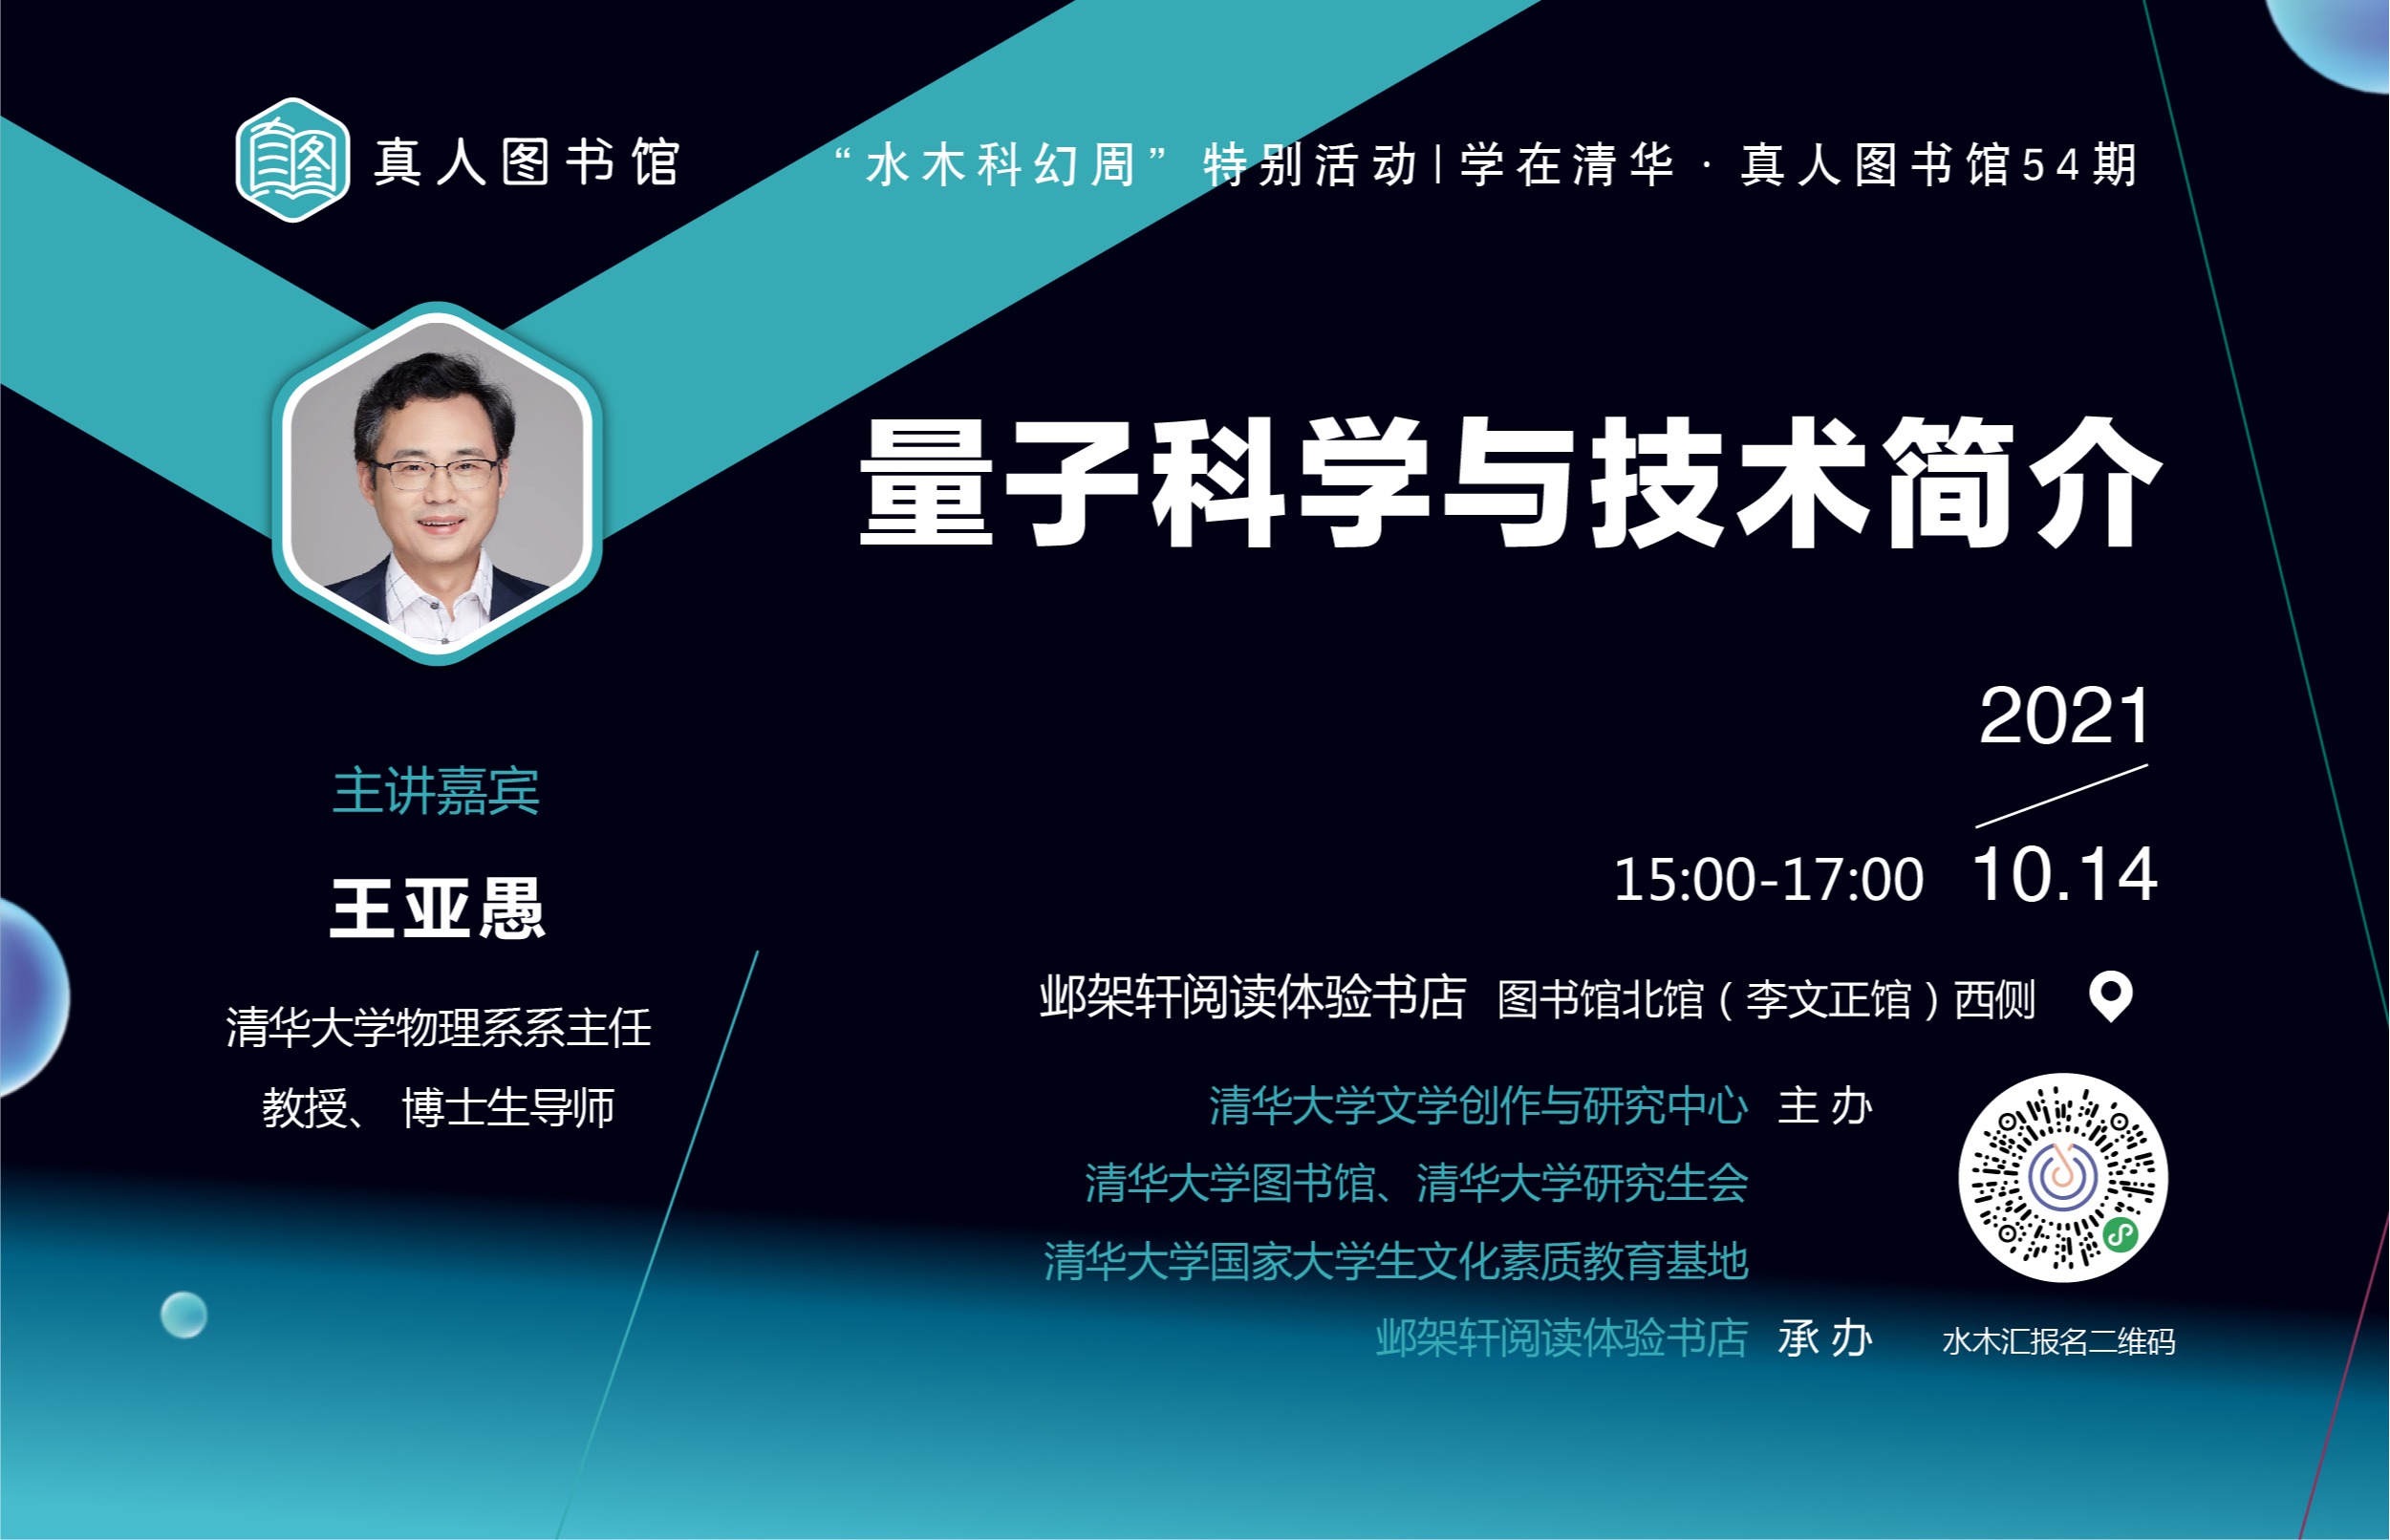 真人图书馆
“水木科幻周” 特别活动|学在清华 · 真人图书馆54期
量子科学与技术简介
主讲嘉宾
王亚愚
清华大学物理系系主任
教授、 博士生导师
2021
15:00-17:00 10.14
邺架轩阅读体验书店 图书馆北馆(李文正馆)西侧
清华大学文学创作与研究中心 主办
清华大学图书馆、清华大学研究生会
清华大学国家大学生文化素质教育基地
邺架轩阅读体验书店 承办
水木汇报名二维码